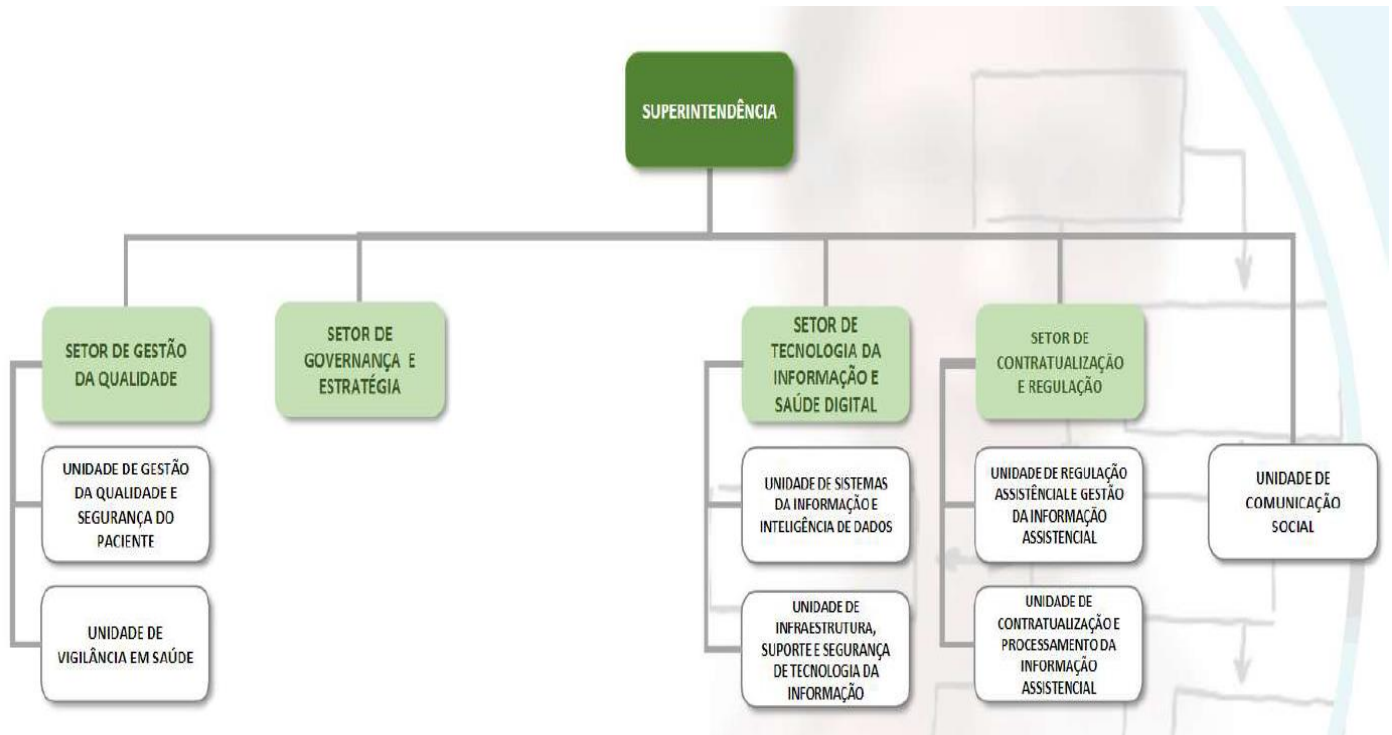 SUPERINTENDÊNCIA
SETOR DE GESTÃO
DA QUALIDADE
SETOR DE
GOVERNANÇA E
ESTRATÉGIA
SETOR DE
TECNOLOGIA DA
INFORMAÇÃO E
SAÚDE DIGITAL
SETOR DE
CONTRATUALIZAÇÃO
E REGULAÇÃO
UNIDADE DE GESTÃO
DA QUALIDADE E
SEGURANÇA DO
PACIENTE
UNIDADE DE SISTEMAS
DA INFORMAÇÃO E
INTELIGÊNCIA DE DADOS
UNIDADE DE REGULAÇÃO
ASSISTÊNCIAL E GESTÃO
DA INFORMAÇÃO
ASSISTENCIAL
UNIDADE DE
COMUNICAÇÃO
SOCIAL
UNIDADE DE
VIGILÂNCIA EM SAÚDE
UNIDADE DE
INFRAESTRUTURA,
SUPORTE E SEGURANÇA
DE TECNOLOGIA DA
INFORMAÇÃO
UNIDADE DE
CONTRATUALIZAÇÃO E
PROCESSAMENTO DA
INFORMAÇÃO
ASSISTENCIAL